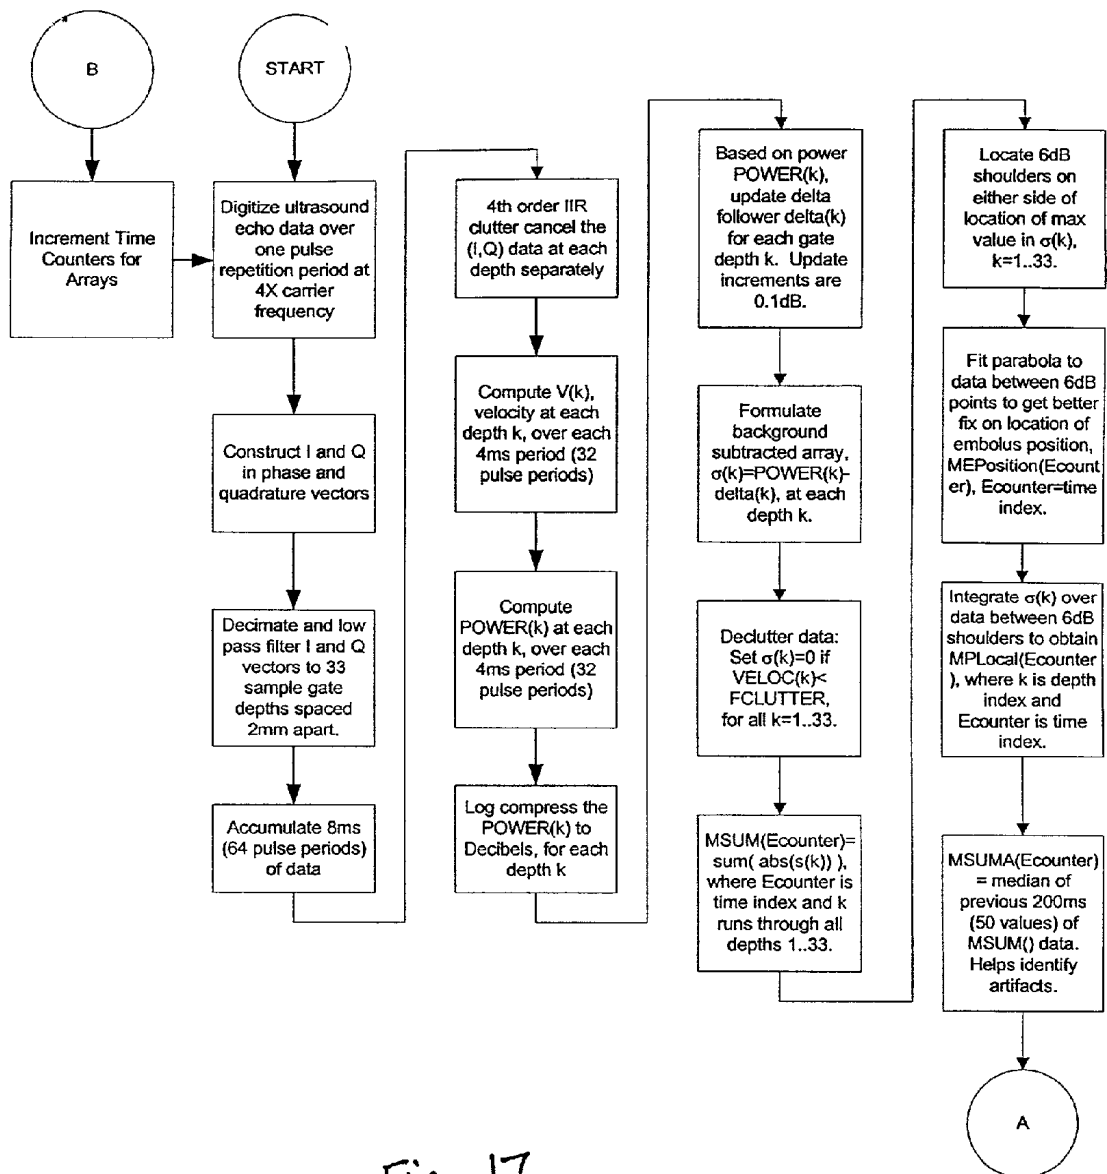 B
START
Increment Time
Counters for
Arrays
Digitize ultrasound
echo data over
one pulse
repetition period at
4X carrier
frequency
Construct I and Q
in phase and
quadrature vectors
Decimate and low
pass filter I and Q
vectors to 33
sample gate
depths spaced
2mm apart.
Accumulate 8ms
(64 pulse periods)
of data
4th order IIR
clutter cancel the
(I,Q) data at each
depth separately
Compute V(k),
velocity at each
depth k, over each
4ms period (32
pulse periods)
Compute
POWER(k) at each
depth k, over each
4ms period (32
pulse periods)
Log compress the
POWER(k) to
Decibels, for each
depth k
Based on power
POWER(k),
update delta
follower delta(k)
for each gate
depth k. Update
increments are
0.1dB.
Formulate
background
subtracted array,
σ(k)=POWER(k)-
delta(k), at each
depth k.
Declutter data:
Set σ(k)=0 if
VELOC(k)<
FCLUTTER,
for all k=1..33.
MSUM(Ecounter)=
sum( abs(s(k)) ),
where Ecounter is
time index and k
runs through all
depths 1..33.
Locate 6dB
shoulders on
either side of
location of max
value in σ(k),
k=1..33.
Fit parabola to
data between 6dB
points to get better
fix on location of
embolus position,
MEPosition(Ecount
er), Ecounter=time
index.
Integrate σ(k) over
data between 6dB
shoulders to obtain
MPLocal(Ecounter
), where k is depth
index and
Ecounter is time
index.
MSUMA(Ecounter)
= median of
previous 200ms
(50 values) of
MSUM() data.
Helps identify
artifacts.
A
Fig. 17